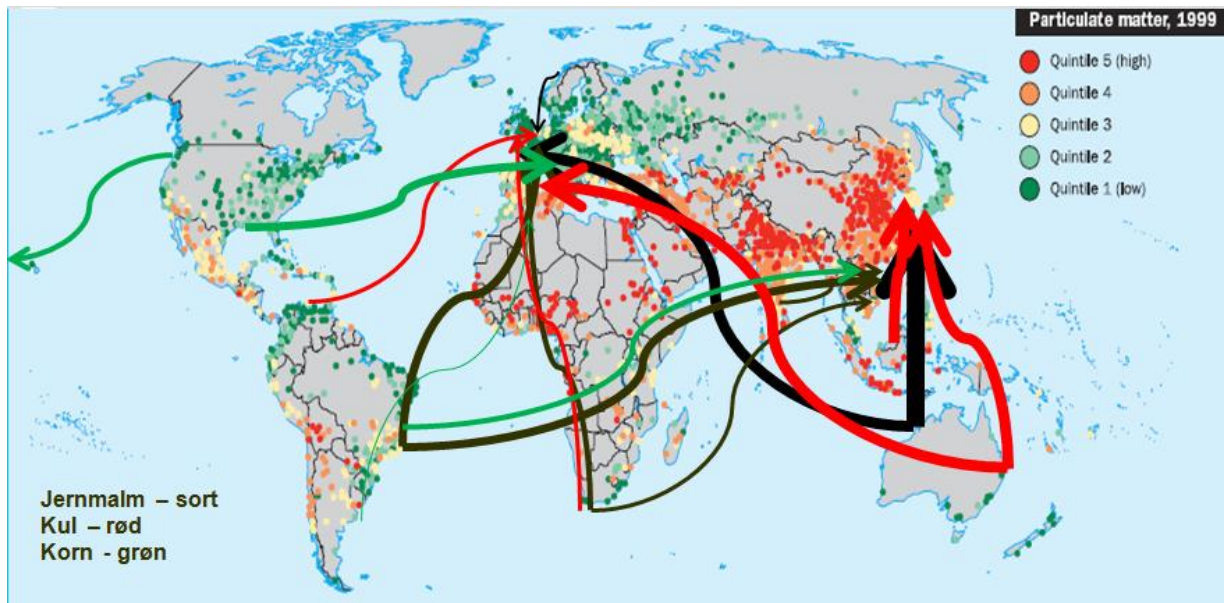 Particulate matter, 1999
Quintile 5 (high)
Quintile 4
Quintile 3
Quintile 2
Quintile 1 (low)
Jernmalm – sort
Kul – rød
Korn - grøn